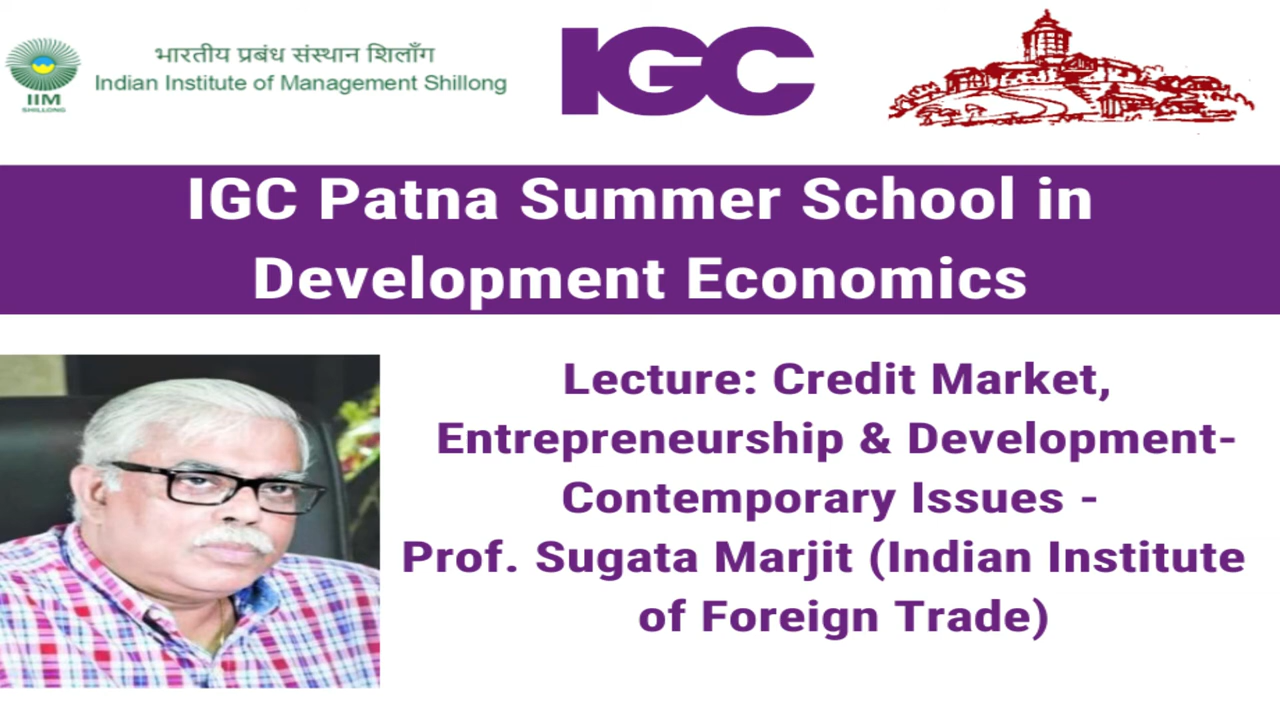 भारतीय प्रबंध संस्थान शिलाँग
Indian Institute of Management Shillong
IIM
SHILLONG
IGC
IGC Patna Summer School in
Development Economics
Lecture: Credit Market,
Entrepreneurship & Development-
Contemporary Issues -
Prof. Sugata Marjit (Indian Institute
of Foreign Trade)